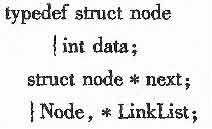 typedef struct node
{int data;
struct node * next;
}Node, * LinkList;